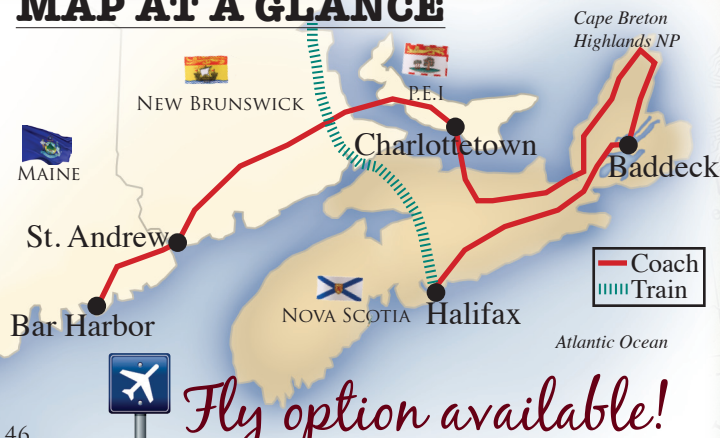 MAP AT A GLANCE
Cape Breton
Highlands NP
P.E.I
NEW BRUNSWICK
Charlottetown
MAINE
Baddeck
St. Andrew
Coach
Train
NOVA SCOTIA
Halifax
Bar Harbor
Atlantic Ocean
Fly option available!
46